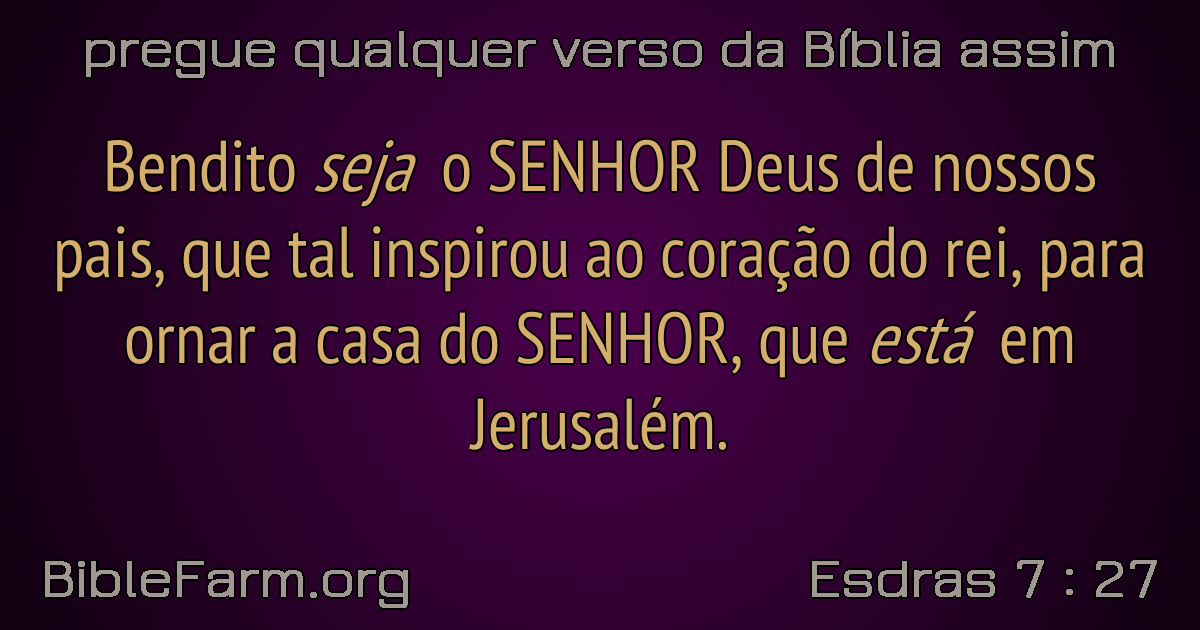 pregue qualquer verso da Bíblia assim
Bendito seja o SENHOR Deus de nossos
pais, que tal inspirou ao coração do rei, para
ornar a casa do SENHOR, que está em
Jerusalém.
BibleFarm.org
Esdras 7 : 27